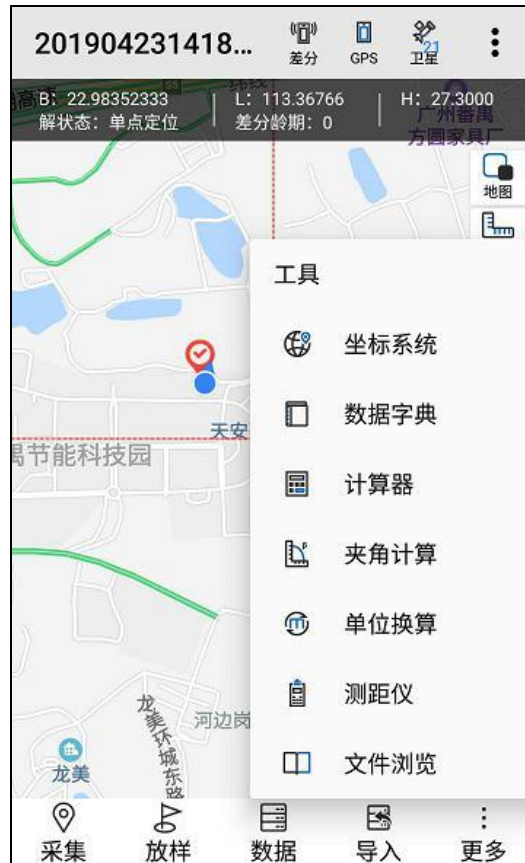 201904231418...
差分
GPS
21
卫星
B: 22.98352333
L: 113.36766
H: 27.3000
解状态: 单点定位
差分龄期: 0
广州番禺
方圆家具厂
地图
工具
坐标系统
数据字典
计算器
夹角计算
单位换算
测距仪
文件浏览
天安
禺节能科技园
龙美环城东路
河边岗
龙美
采集
放样
数据
导入
更多